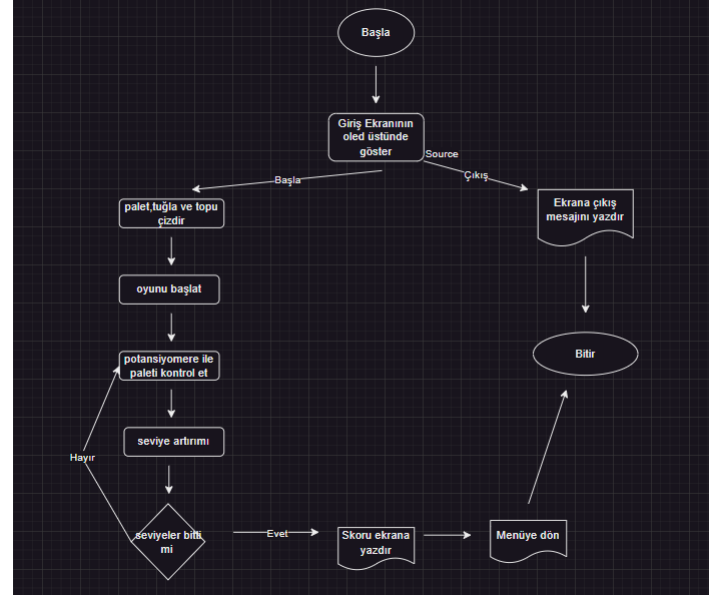 Başla
Giriş Ekranının
oled üstünde
göster
Source
Çıkış
Başla
palet,tuğla ve topu
çizdir
Ekrana çıkış
mesajını yazdır
oyunu başlat
Bitir
potansiyomere ile
paleti kontrol et
seviye artırımı
Hayır
seviyeler bitti
mi
Evet
Skoru ekrana
yazdır
Menüye dön